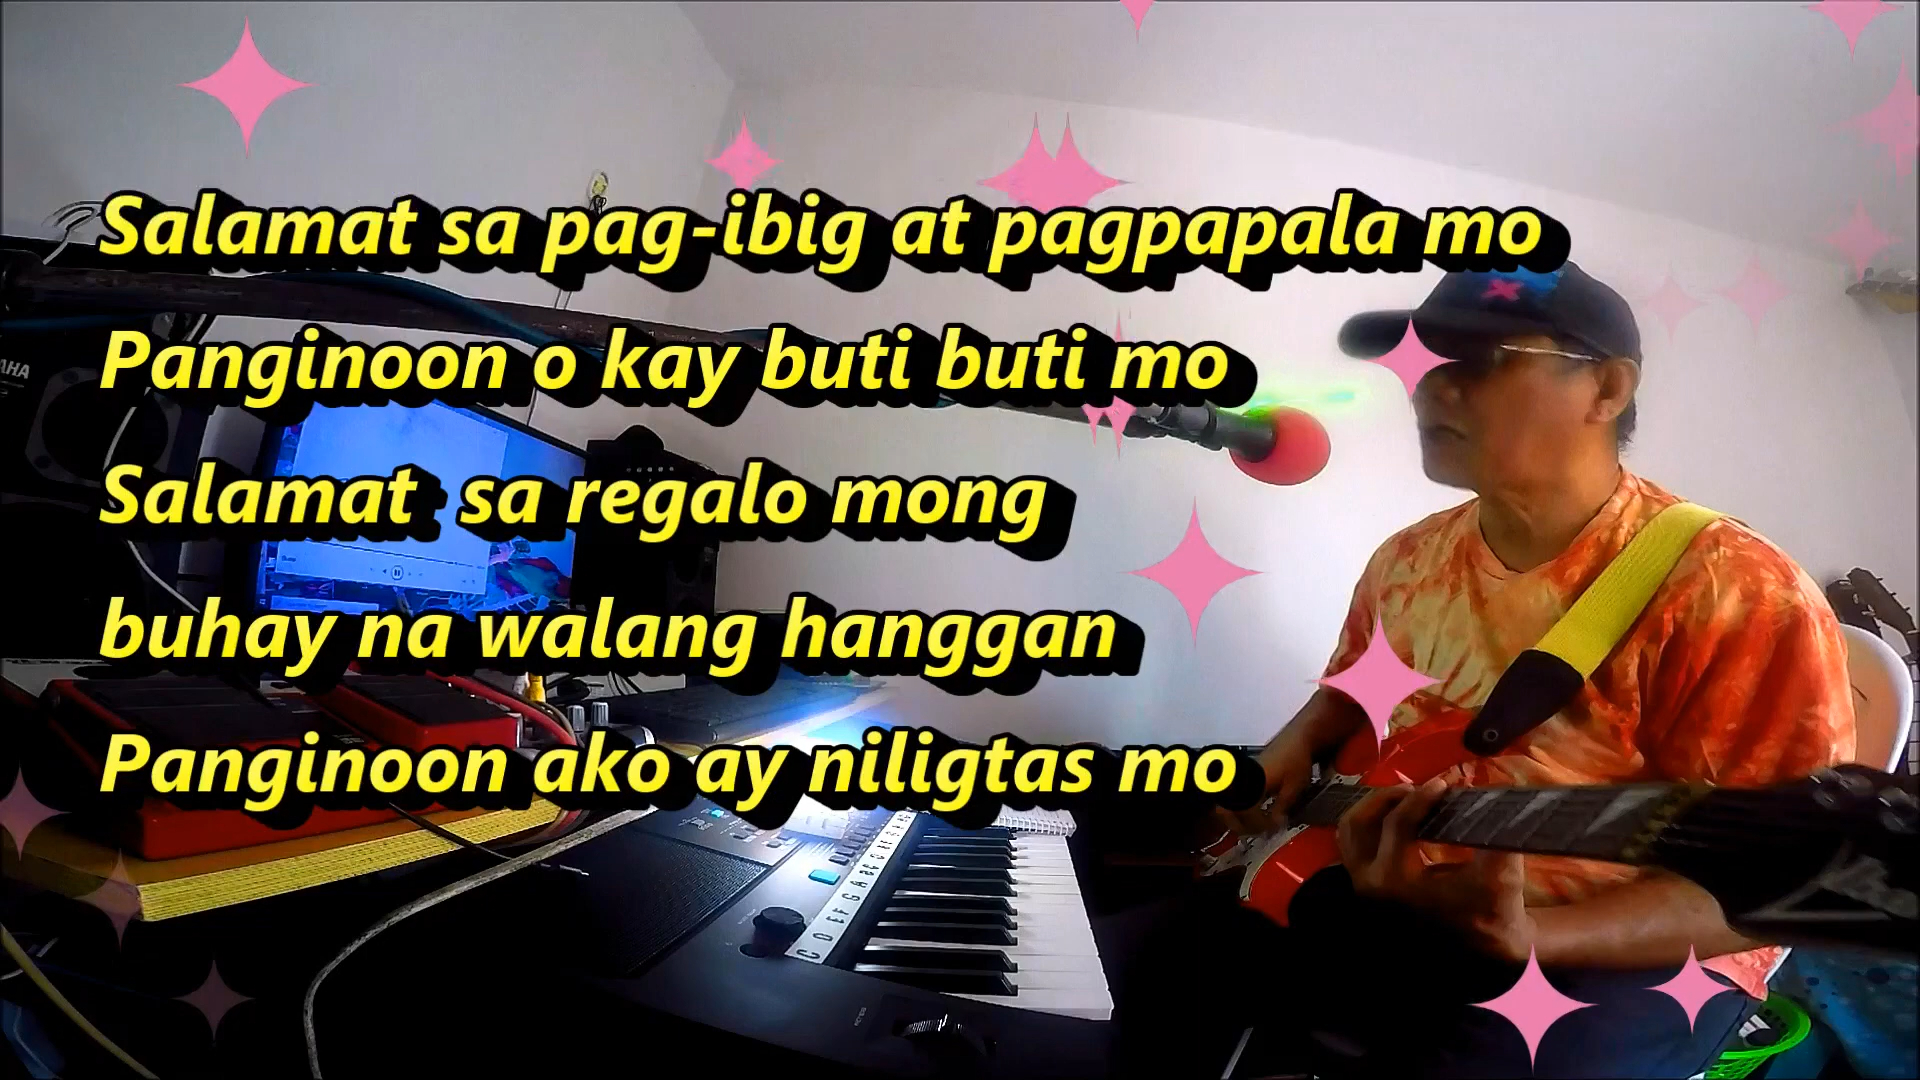 Salamat sa pag-ibig at pagpapala mo
Panginoon o kay buti buti mo
Salamat sa regalo mong
buhay na walang hanggan
Panginoon ako ay niligtas mo